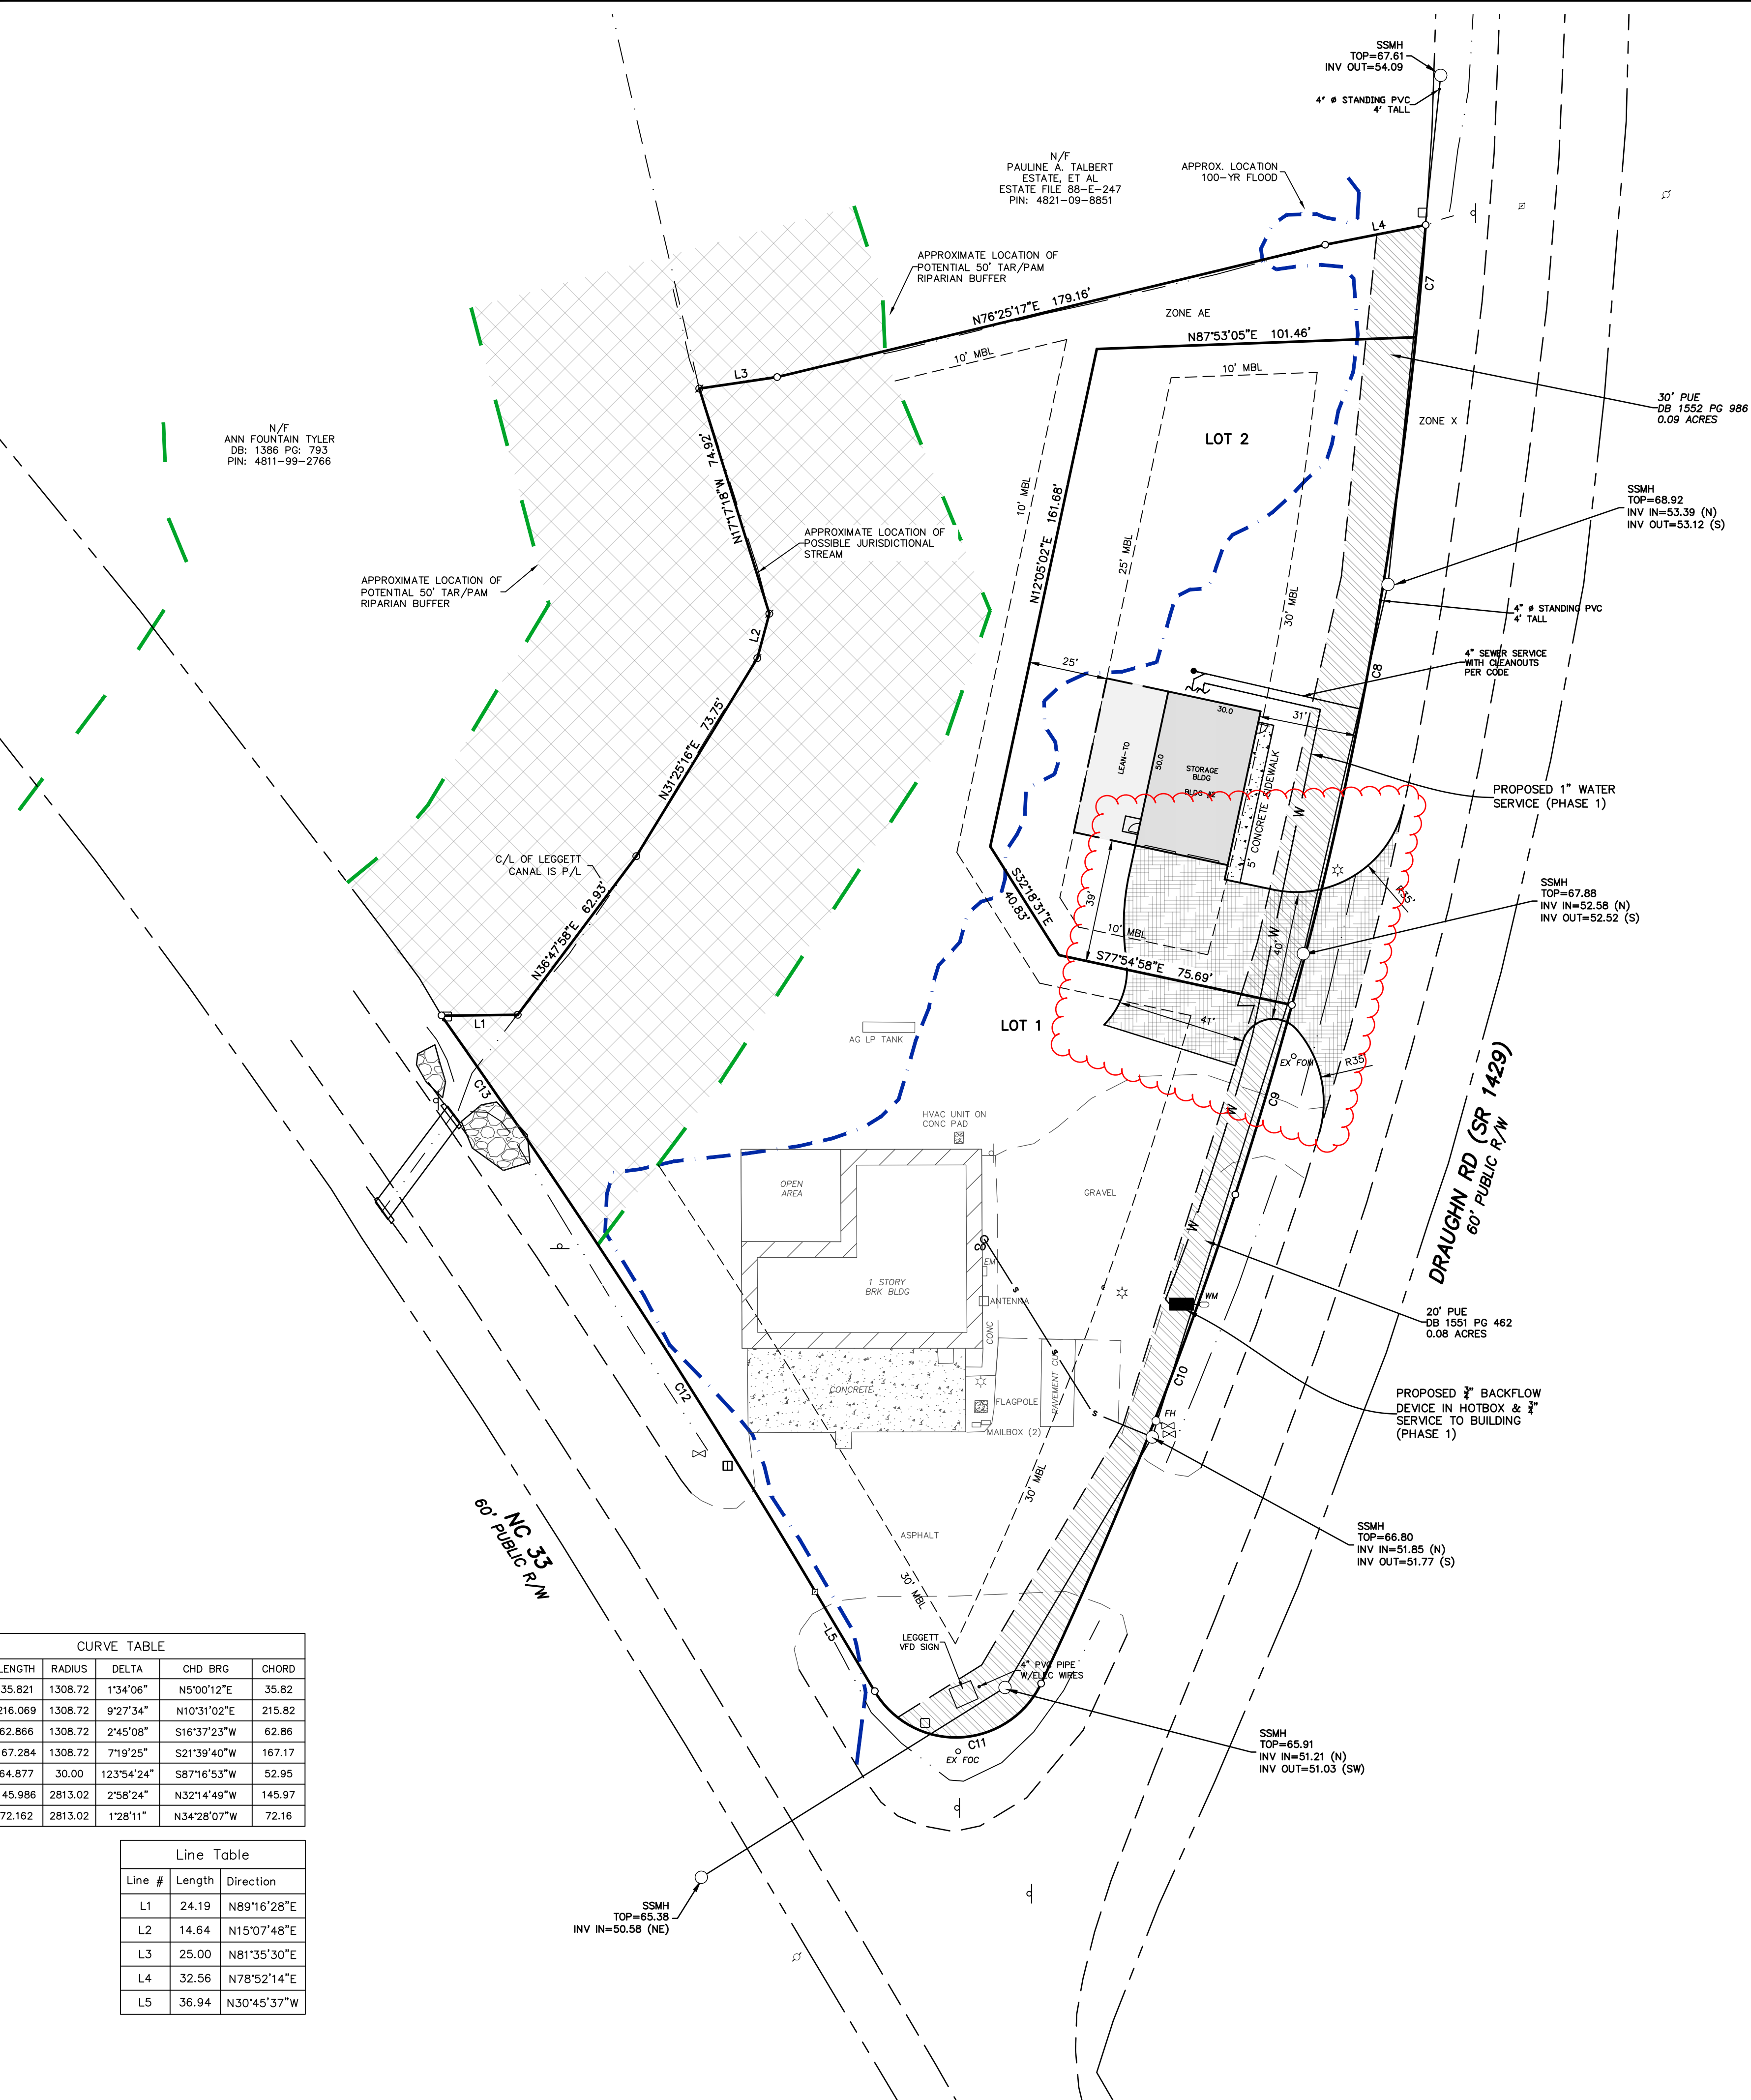 SSMH
TOP=67.61
INV OUT=54.09
4' ø STANDING PVC
4' TALL
N/F
PAULINE A. TALBERT
ESTATE, ET AL
ESTATE FILE 88-E-247
PIN: 4821-09-8851
APPROX. LOCATION
100-YR FLOOD
L4
APPROXIMATE LOCATION OF
POTENTIAL 50' TAR/PAM
RIPARIAN BUFFER
C7
N76°25'17"E 179.16'
ZONE AE
N87°53'05"E 101.46'
10' MBL
L3
10' MBL
30' PUE
DB 1552 PG 986
0.09 ACRES
ZONE X
N/F
ANN FOUNTAIN TYLER
DB: 1386 PG: 793
PIN: 4811-99-2766
LOT 2
N17°17'18"W 74.92'
10' MBL
N12°05'02"E 161.68'
25' MBL
30' MBL
SSMH
TOP=68.92
INV IN=53.39 (N)
INV OUT=53.12 (S)
APPROXIMATE LOCATION OF
POSSIBLE JURISDICTIONAL
STREAM
APPROXIMATE LOCATION OF
POTENTIAL 50' TAR/PAM
RIPARIAN BUFFER
4" ø STANDING PVC
4' TALL
L2
25'
4" SEWER SERVICE
WITH CLEANOUTS
PER CODE
C8
30.0
31'
N31°25'16"E 73.75'
LEAN-TO
50.0
STORAGE
BLDG
BLDG #2
5' CONCRETE SIDEWALK
W
PROPOSED 1" WATER
SERVICE (PHASE 1)
C/L OF LEGGETT
CANAL IS P/L
N36°47'58"E 62.93'
S32°18'31"E
40.83'
39'
R35'
SSMH
TOP=67.88
INV IN=52.58 (N)
INV OUT=52.52 (S)
10' MBL
W
40'
S77°54'58"E 75.69'
L1
LOT 1
41'
AG LP TANK
EX FOM
R35'
C13
C9
W
DRAUGHN RD (SR 1429)
60' PUBLIC R/W
HVAC UNIT ON
CONC PAD
OPEN
AREA
GRAVEL
W
CO
EM
S
1 STORY
BRK BLDG
ANTENNA
WM
CONC
20' PUE
DB 1551 PG 462
0.08 ACRES
S
C10
C12
CONCRETE
PAVEMENT CUT
FLAGPOLE
S
FH
MAILBOX (2)
PROPOSED ¾" BACKFLOW
DEVICE IN HOTBOX & ¾"
SERVICE TO BUILDING
(PHASE 1)
30' MBL
NC 33
60' PUBLIC R/W
ASPHALT
SSMH
TOP=66.80
INV IN=51.85 (N)
INV OUT=51.77 (S)
30' MBL
L5
LEGGETT
VFD SIGN
4" PVC PIPE
W/ELEC WIRES
C11
EX FOC
SSMH
TOP=65.91
INV IN=51.21 (N)
INV OUT=51.03 (SW)
CURVE TABLE
LENGTH RADIUS DELTA CHD BRG CHORD
35.821 1308.72 1°34'06" N5°00'12"E 35.82
216.069 1308.72 9°27'34" N10°31'02"E 215.82
62.866 1308.72 2°45'08" S16°37'23"W 62.86
67.284 1308.72 7°19'25" S21°39'40"W 167.17
64.877 30.00 123°54'24" S87°16'53"W 52.95
45.986 2813.02 2°58'24" N32°14'49"W 145.97
72.162 2813.02 1°28'11" N34°28'07"W 72.16
Line Table
Line # Length Direction
L1 24.19 N89°16'28"E
L2 14.64 N15°07'48"E
L3 25.00 N81°35'30"E
L4 32.56 N78°52'14"E
L5 36.94 N30°45'37"W
SSMH
TOP=65.38
INV IN=50.58 (NE)